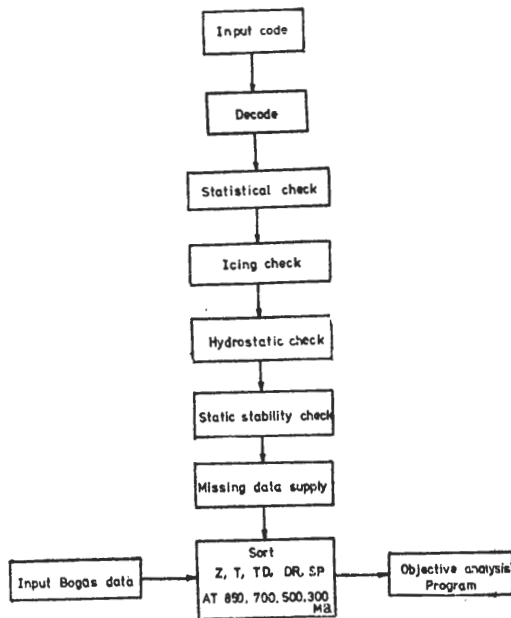 Input code
Decode
Statistical check
Icing check
Hydrostatic check
Static stability check
Missing data supply
Sort
Z, T, TD, DR, SP
AT 850, 700, 500, 300
Ma
Input Bogas data
Objective analysis
Program